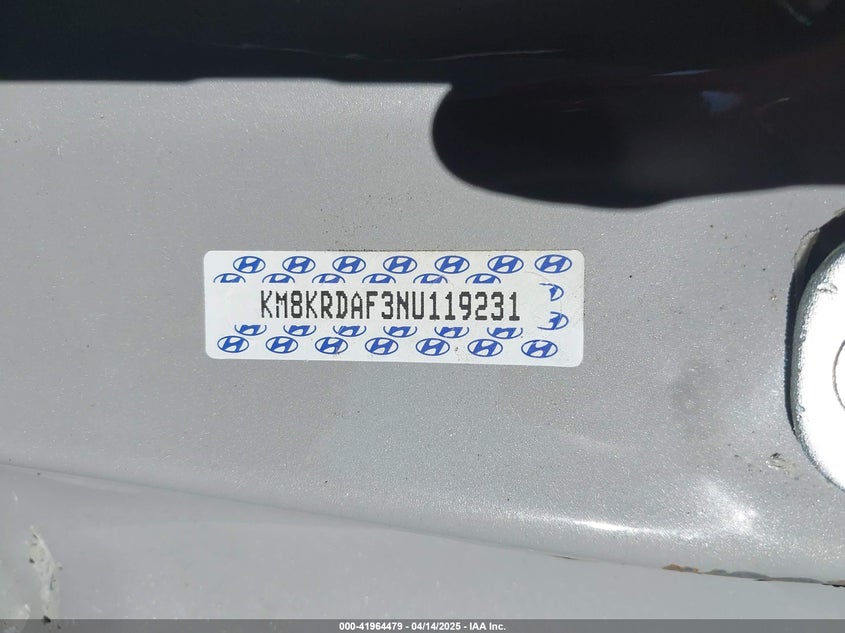 KM8KRDAF3NU119231
000-41964479 - 04/14/2025 - IAA Inc.